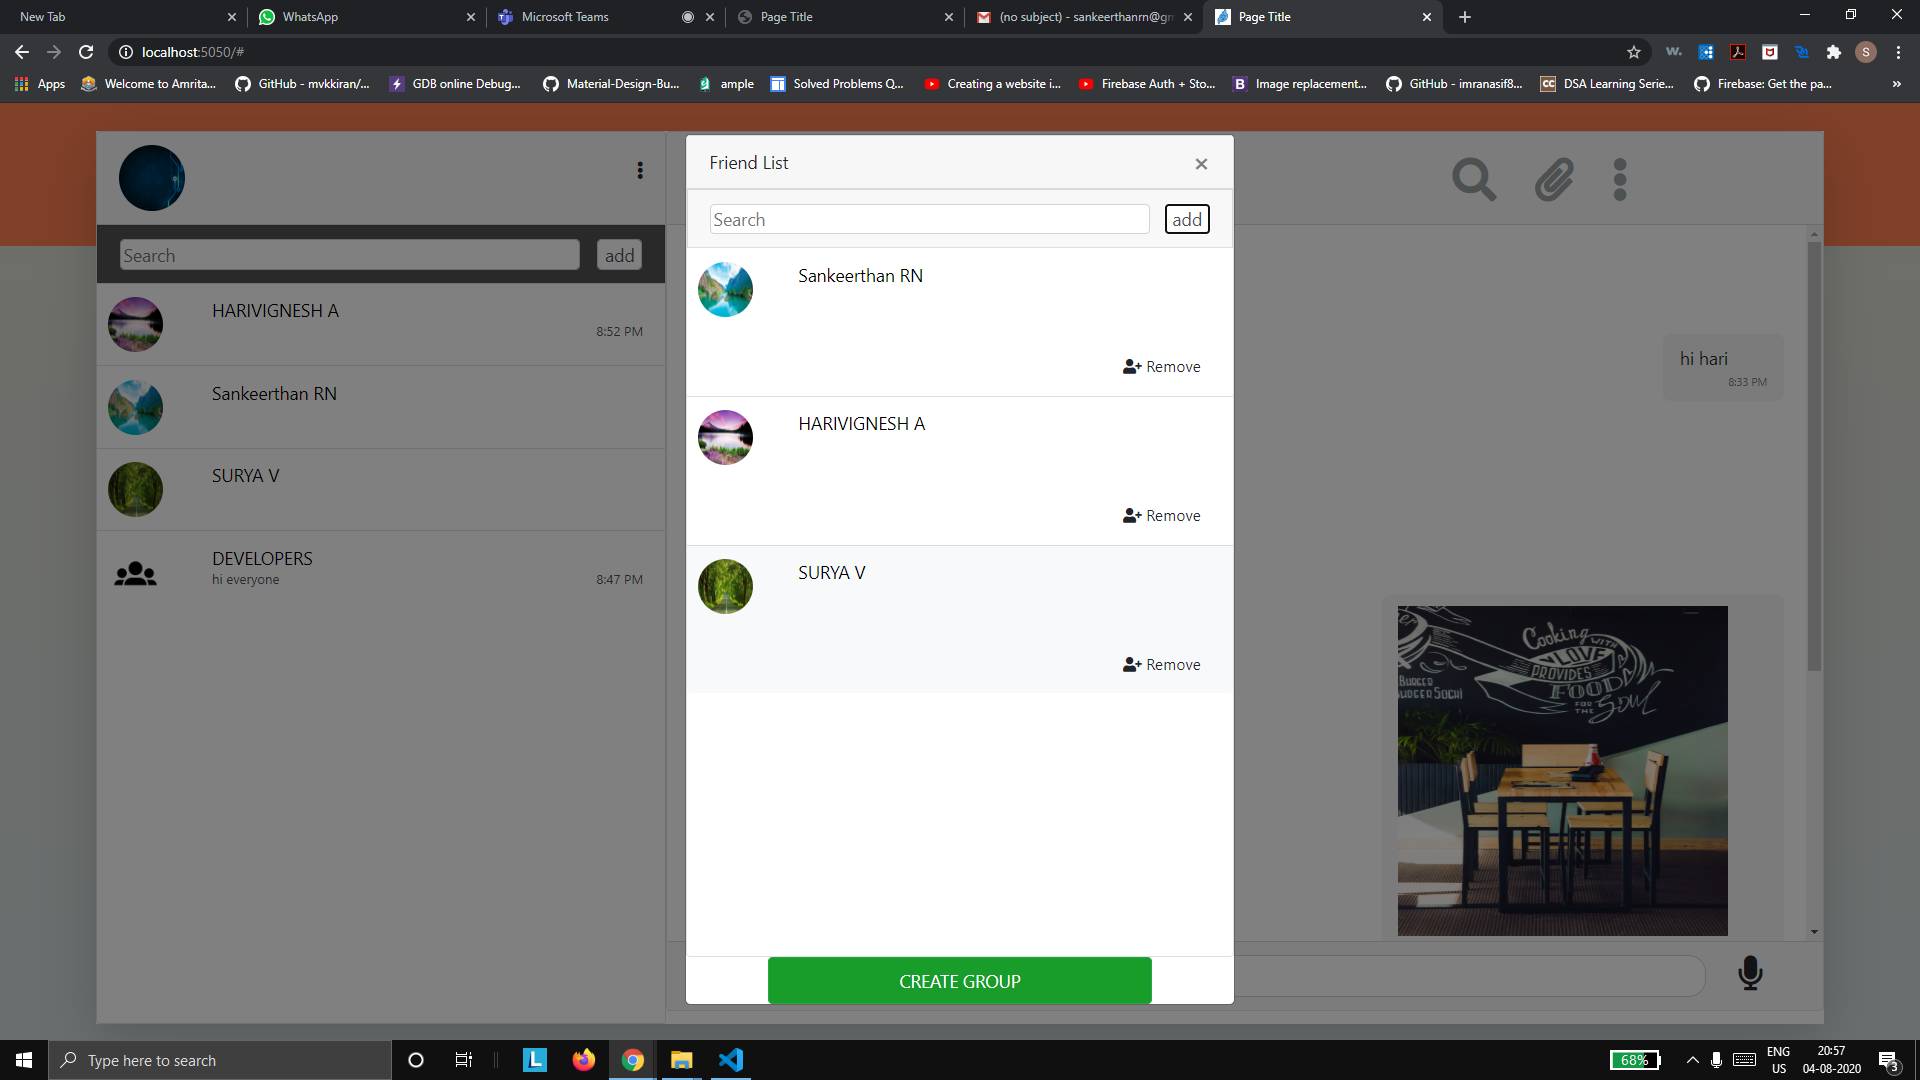 New Tab
WhatsApp
Microsoft Teams
Page Title
(no subject) - sankeerthanrn@gm
Page Title
localhost:5050/#
Apps
Welcome to Amrita...
GitHub - mvkkiran/...
GDB online Debug...
Material-Design-Bu...
ample
Solved Problems Q...
Creating a website i...
Firebase Auth + Sto...
Image replacement...
GitHub - imranasif8...
DSA Learning Serie...
Firebase: Get the pa...
Search
add
HARIVIGNESH A
8:52 PM
Sankeerthan RN
SURYA V
DEVELOPERS
hi everyone
8:47 PM
Friend List
Search
add
Sankeerthan RN
Remove
HARIVIGNESH A
Remove
SURYA V
Remove
CREATE GROUP
hi hari
8:33 PM
Cooking WITH
LOVE
PROVIDES
FOOD
FOR THE Soul
BURGER
BURGER SOCHI
Type here to search
68%
ENG
US
20:57
04-08-2020
3